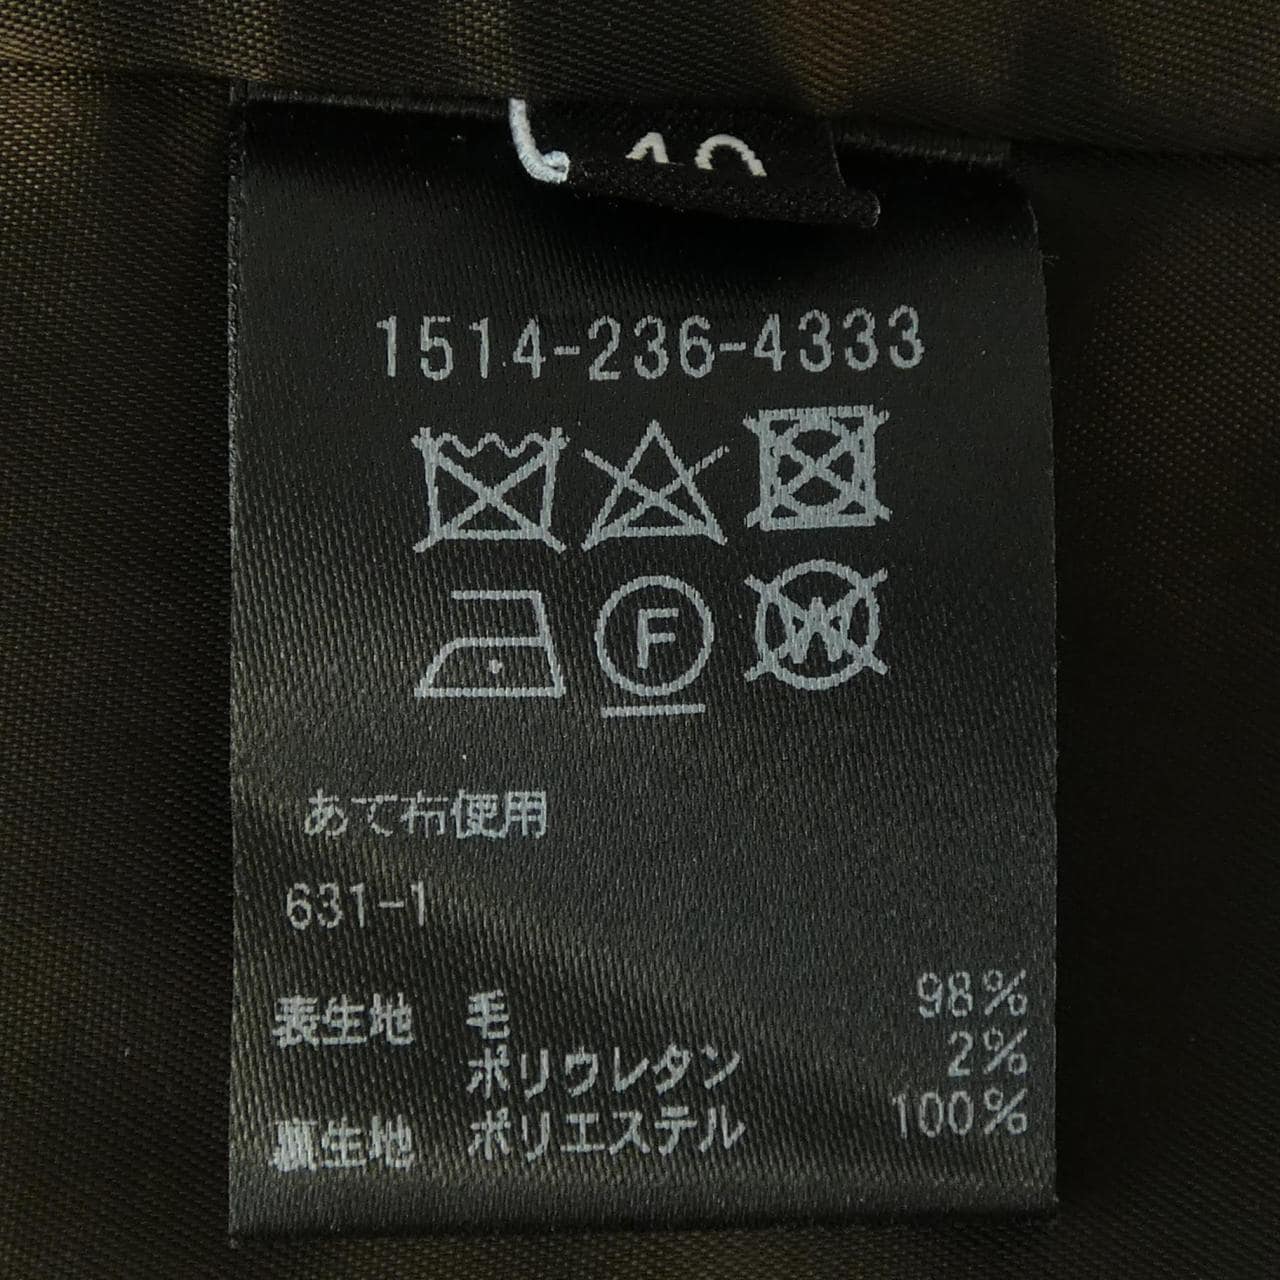 1514-236-4333
F
W
あて布使用
631-1
表生地 毛 98%
ポリウレタン 2%
裏生地 ポリエステル 100%